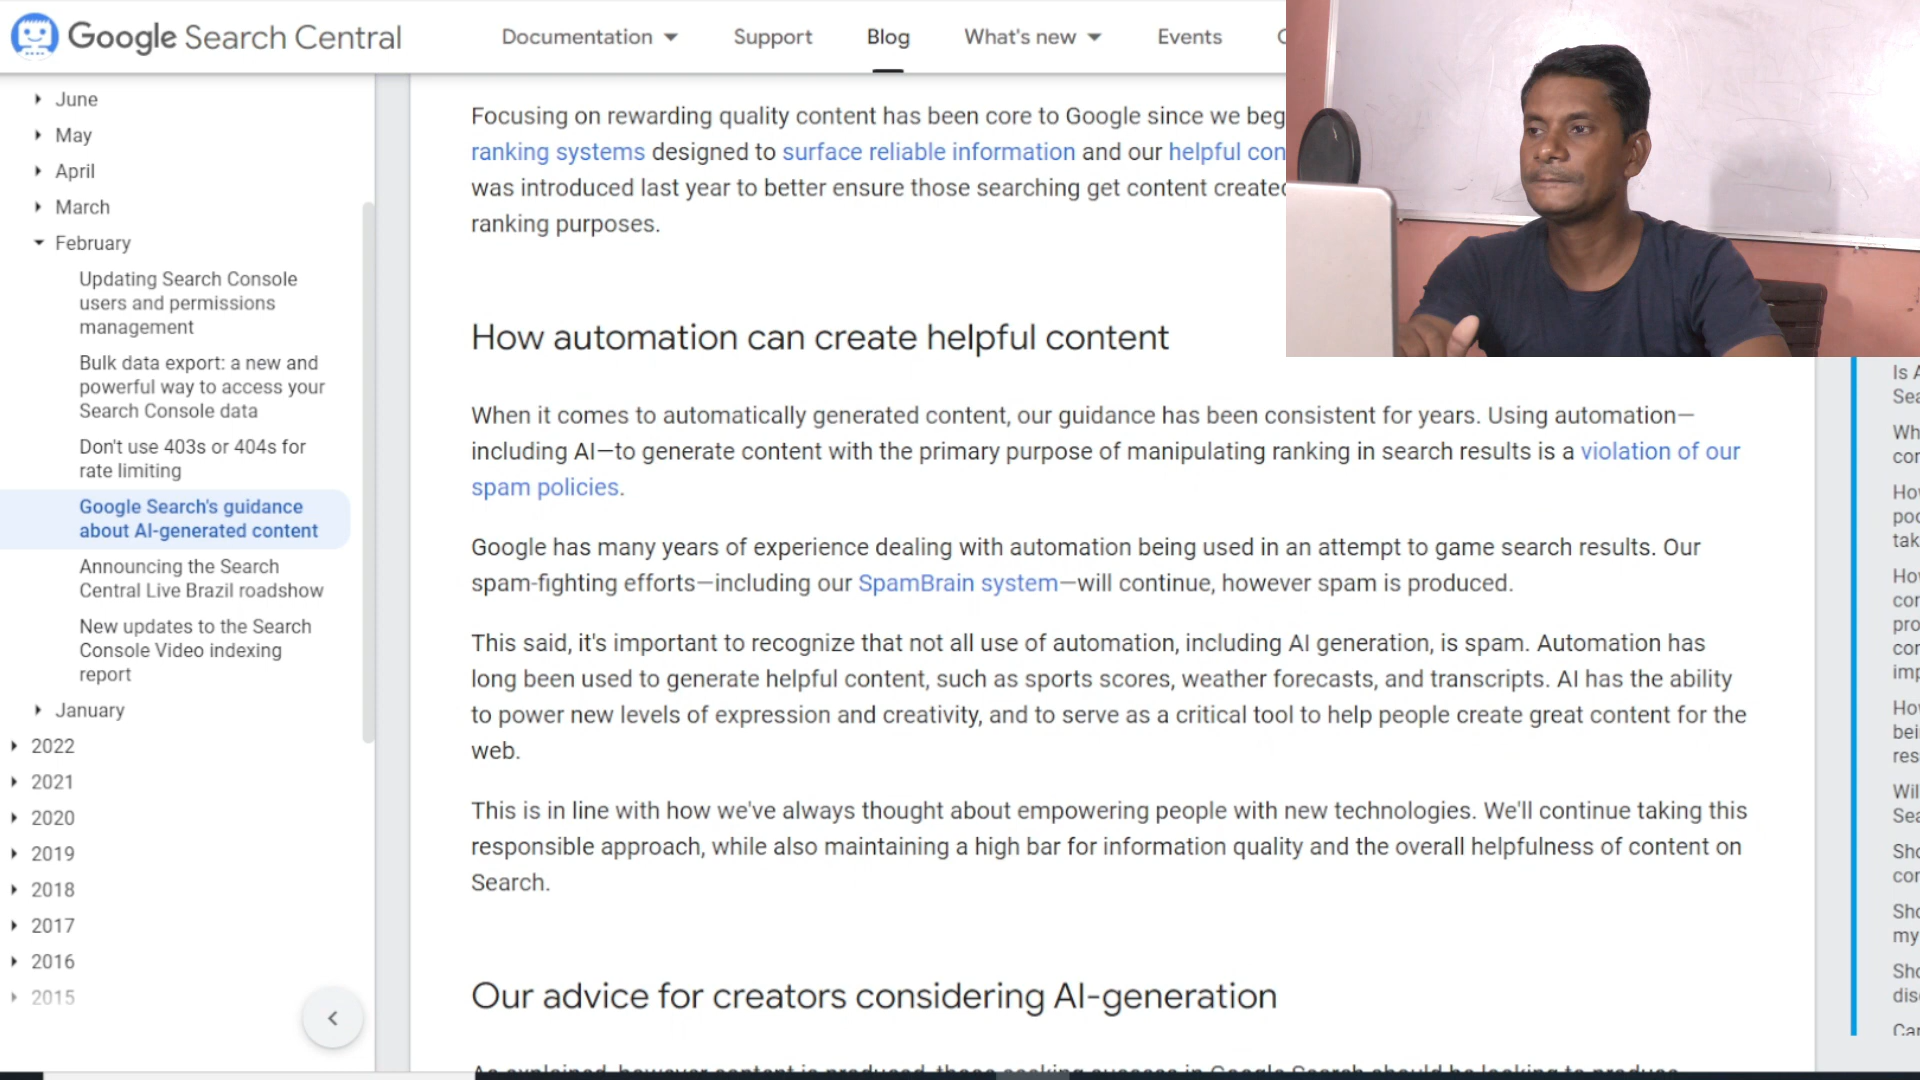 Google Search Central
Documentation
Support
Blog
What's new
Events
June
May
April
March
February
Updating Search Console
users and permissions
management
Bulk data export: a new and
powerful way to access your
Search Console data
Don't use 403s or 404s for
rate limiting
Google Search's guidance
about AI-generated content
Announcing the Search
Central Live Brazil roadshow
New updates to the Search
Console Video indexing
report
January
2022
2021
2020
2019
2018
2017
2016
2015
Focusing on rewarding quality content has been core to Google since we
ranking systems designed to surface reliable information and our helpful
was introduced last year to better ensure those searching get content
ranking purposes.
How automation can create helpful content
When it comes to automatically generated content, our guidance has been consistent for years. Using automation—
including AI—to generate content with the primary purpose of manipulating ranking in search results is a violation of our
spam policies.
Google has many years of experience dealing with automation being used in an attempt to game search results. Our
spam-fighting efforts—including our SpamBrain system—will continue, however spam is produced.
This said, it's important to recognize that not all use of automation, including AI generation, is spam. Automation has
long been used to generate helpful content, such as sports scores, weather forecasts, and transcripts. AI has the ability
to power new levels of expression and creativity, and to serve as a critical tool to help people create great content for the
web.
This is in line with how we've always thought about empowering people with new technologies. We'll continue taking this
responsible approach, while also maintaining a high bar for information quality and the overall helpfulness of content on
Search.
Our advice for creators considering AI-generation
Is
my